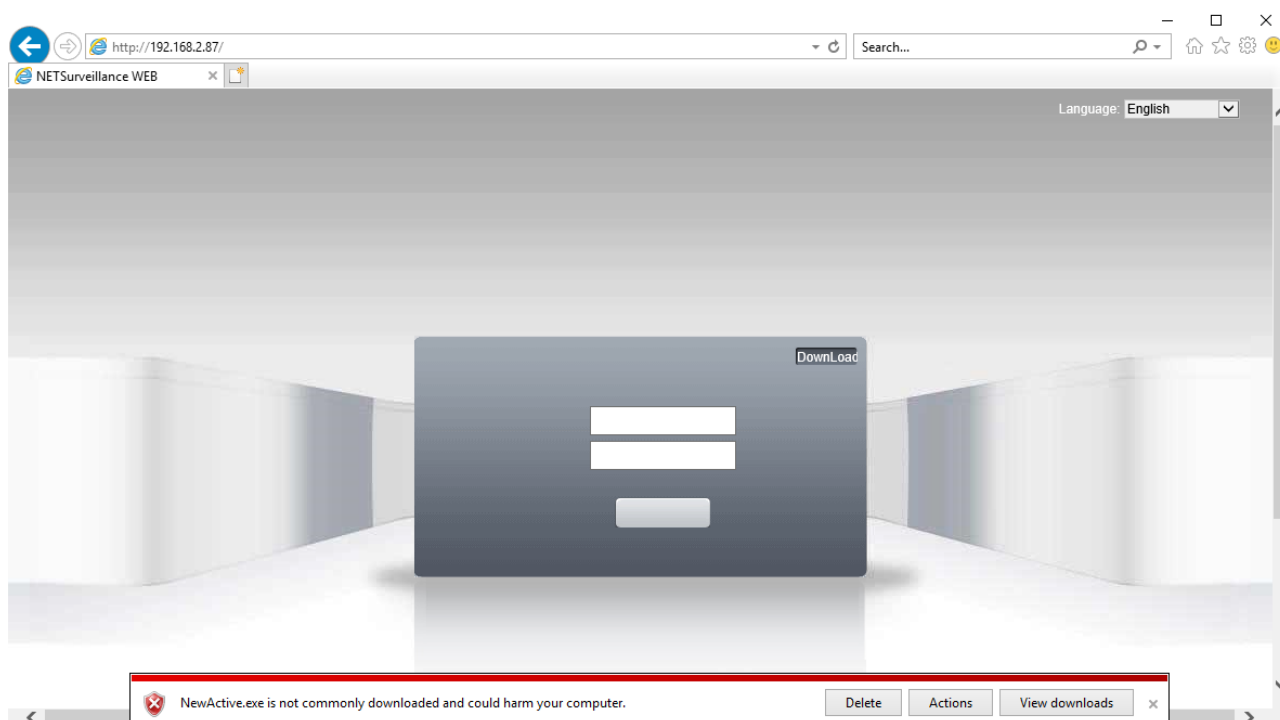 http://192.168.2.87/
Search...
NETSurveillance WEB
Language: English
DownLoad
NewActive.exe is not commonly downloaded and could harm your computer.
Delete
Actions
View downloads